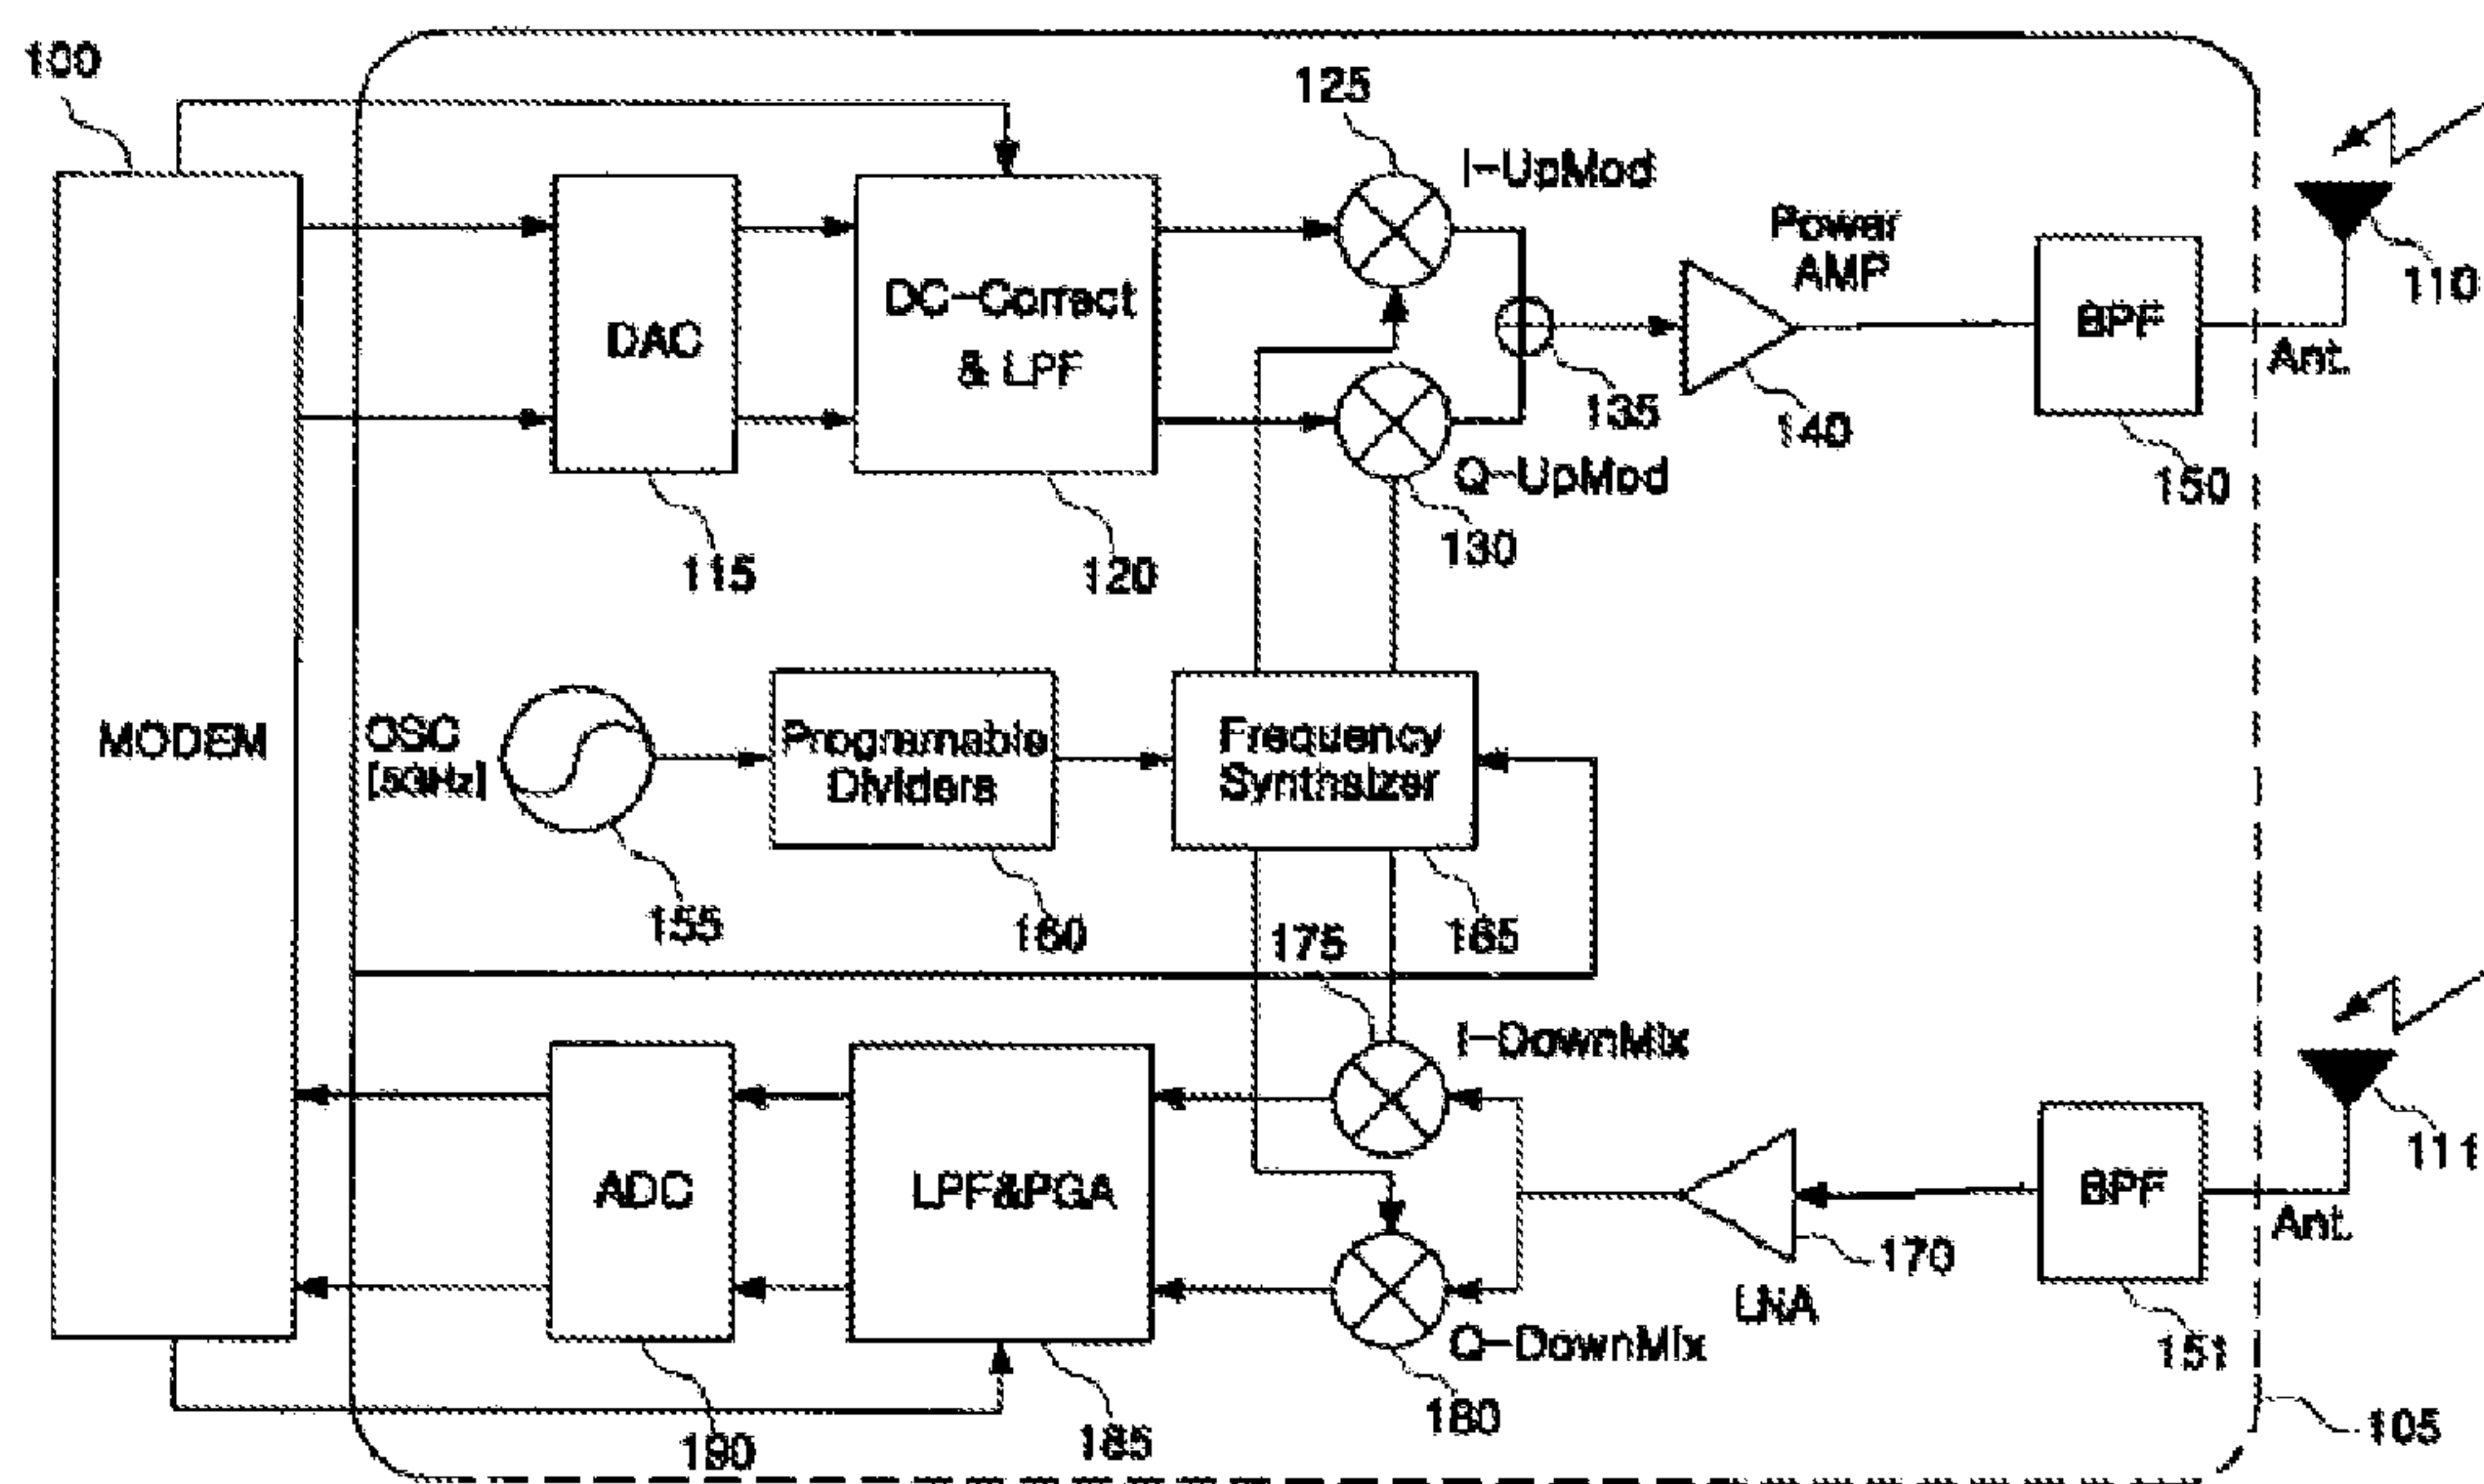 100
125
I-UpMod
Power
AMP
110
DAC
DC-Correct
& LPF
BPF
Ant.
135
140
Q-UpMod
150
115
120
130
MODEM
OSC
[5GHz]
Programable
Dividers
Frequency
Synthsizer
155
160
175
165
I-DownMix
ADC
LPF&PGA
BPF
111
Ant.
170
LNA
Q-DownMix
151
180
105
190
185